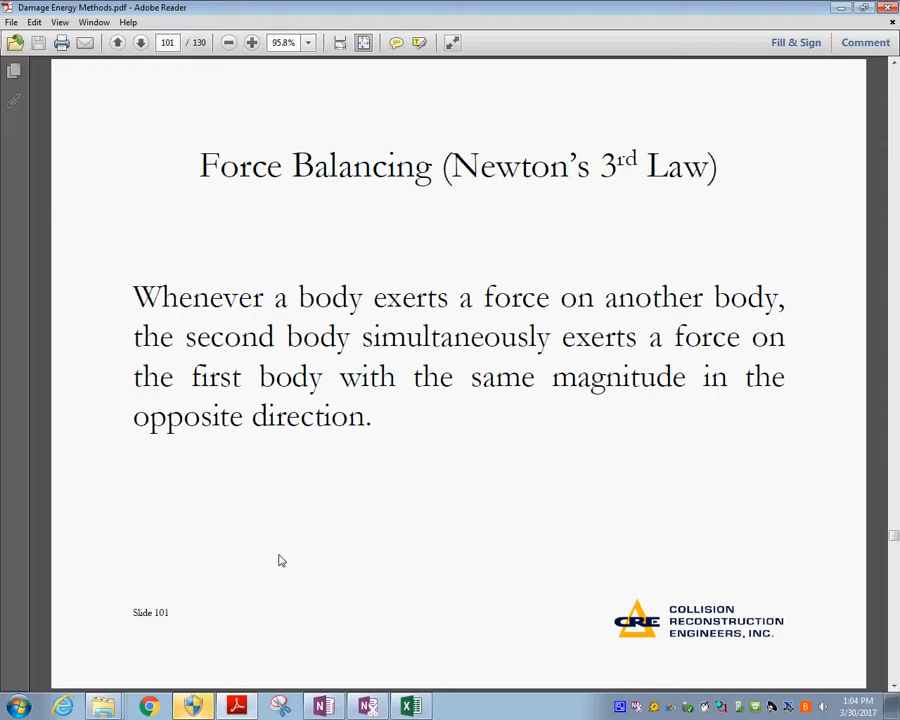 Damage Energy Methods.pdf - Adobe Reader
File Edit View Window Help
101 / 130 95.8% Fill & Sign Comment
Force Balancing (Newton's 3rd Law)
Whenever a body exerts a force on another body,
the second body simultaneously exerts a force on
the first body with the same magnitude in the
opposite direction.
Slide 101
CRE
COLLISION
RECONSTRUCTION
ENGINEERS, INC.
1:04 PM
3/30/2017